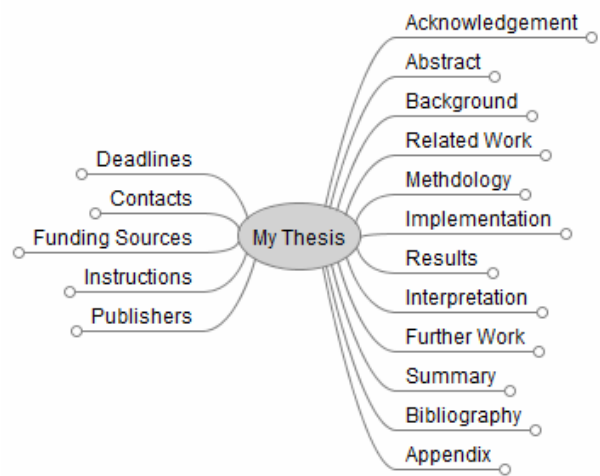 Deadlines
Contacts
Funding Sources
Instructions
Publishers
My Thesis
Acknowledgement
Abstract
Background
Related Work
Methdology
Implementation
Results
Interpretation
Further Work
Summary
Bibliography
Appendix